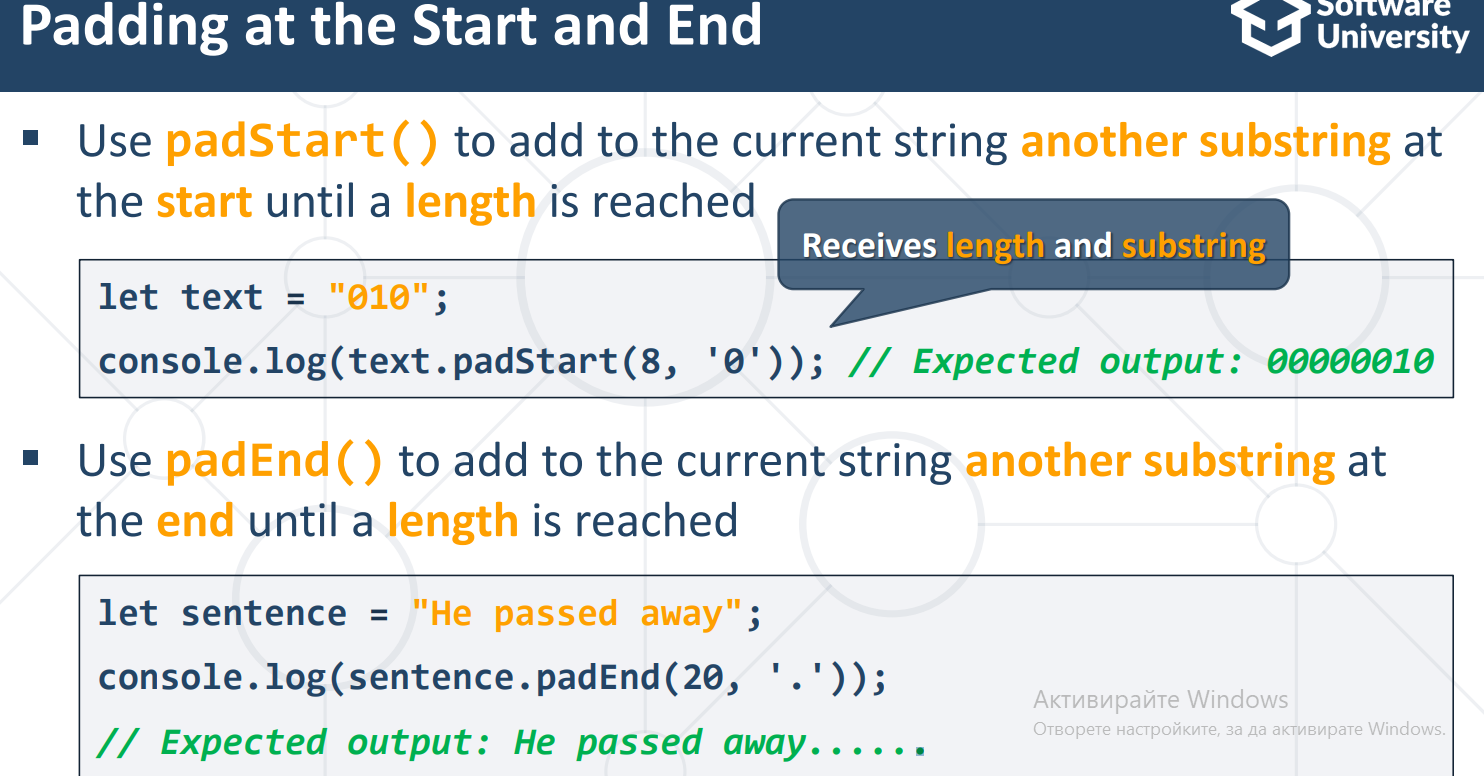 Padding at the Start and End
Software
University
▪ Use padStart() to add to the current string another substring at
the start until a length is reached
Receives length and substring
let text = "010";
console.log(text.padStart(8, '0')); // Expected output: 00000010
▪ Use padEnd() to add to the current string another substring at
the end until a length is reached
let sentence = "He passed away";
console.log(sentence.padEnd(20, '.'));
// Expected output: He passed away......
Активирайте Windows
Отворете настройките, за да активирате Windows.